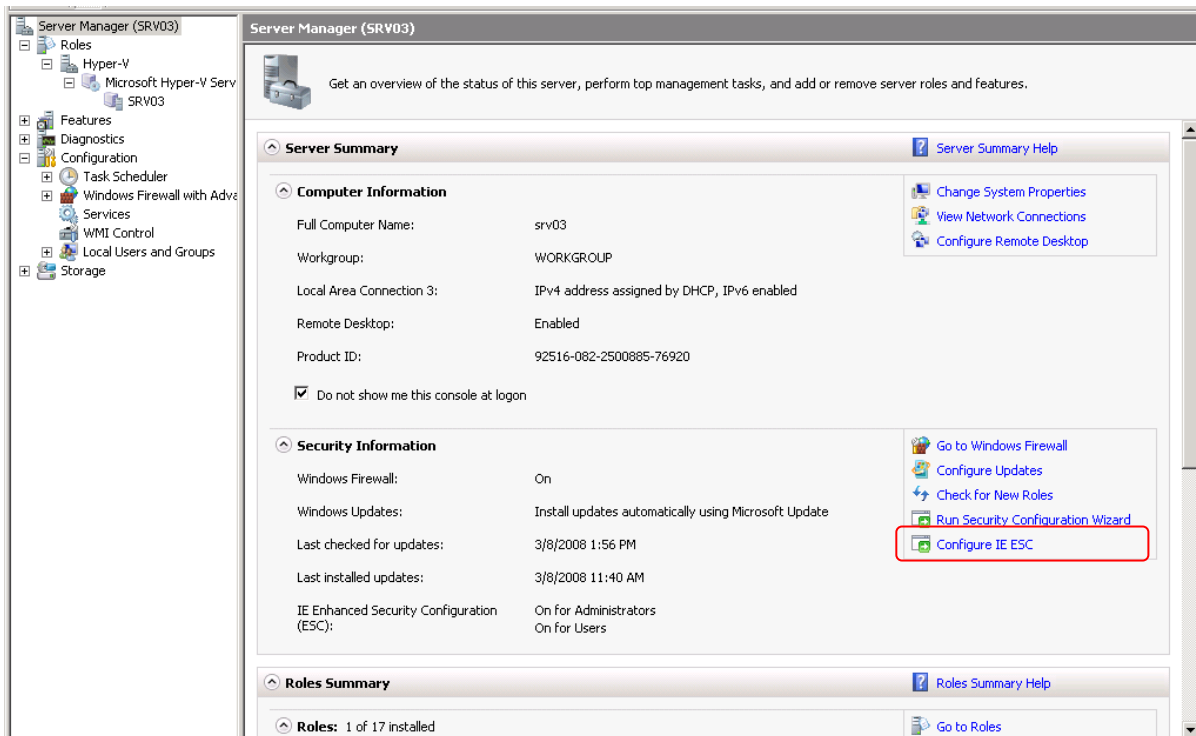 Server Manager (SRV03)
Roles
Hyper-V
Microsoft Hyper-V Serv
SRV03
Features
Diagnostics
Configuration
Task Scheduler
Windows Firewall with Adva
Services
WMI Control
Local Users and Groups
Storage
Server Manager (SRV03)
Get an overview of the status of this server, perform top management tasks, and add or remove server roles and features.
Server Summary
Server Summary Help
Computer Information
Change System Properties
Full Computer Name: srv03
View Network Connections
Configure Remote Desktop
Workgroup: WORKGROUP
Local Area Connection 3: IPv4 address assigned by DHCP, IPv6 enabled
Remote Desktop: Enabled
Product ID: 92516-082-2500885-76920
Do not show me this console at logon
Security Information
Go to Windows Firewall
Windows Firewall: On
Configure Updates
Check for New Roles
Windows Updates: Install updates automatically using Microsoft Update
Run Security Configuration Wizard
Last checked for updates: 3/8/2008 1:56 PM
Configure IE ESC
Last installed updates: 3/8/2008 11:40 AM
IE Enhanced Security Configuration (ESC): On for Administrators
On for Users
Roles Summary
Roles Summary Help
Roles: 1 of 17 installed
Go to Roles